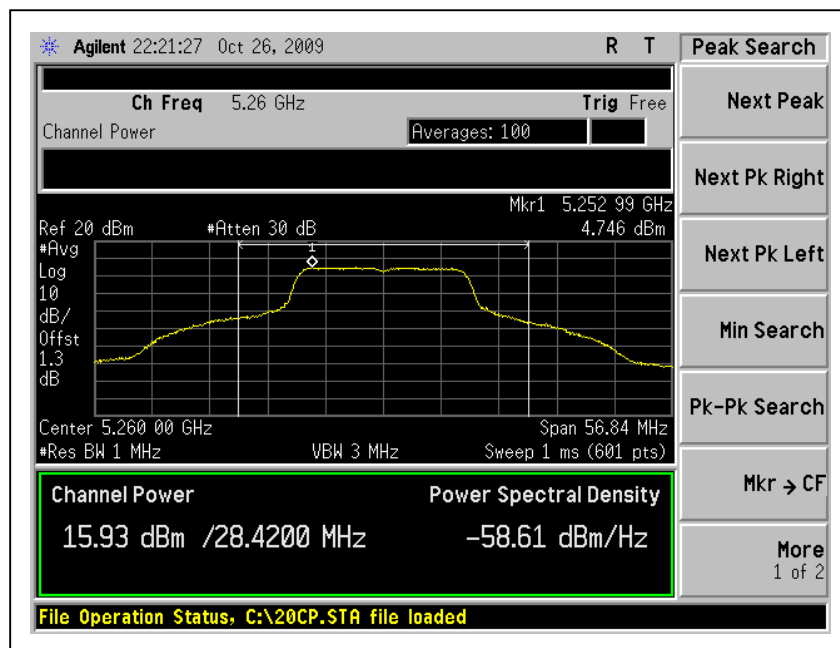 Agilent 22:21:27 Oct 26, 2009 R T
Peak Search
Ch Freq 5.26 GHz Trig Free
Channel Power Averages: 100
Mkr1 5.252 99 GHz
Ref 20 dBm #Atten 30 dB 4.746 dBm
#Avg
Log
10
dB/
Offst
1.3
dB
1
Center 5.260 00 GHz Span 56.84 MHz
#Res BW 1 MHz VBW 3 MHz Sweep 1 ms (601 pts)
Channel Power Power Spectral Density
15.93 dBm /28.4200 MHz -58.61 dBm/Hz
File Operation Status, C:\20CP.STA file loaded
Next Peak
Next Pk Right
Next Pk Left
Min Search
Pk-Pk Search
Mkr → CF
More
1 of 2